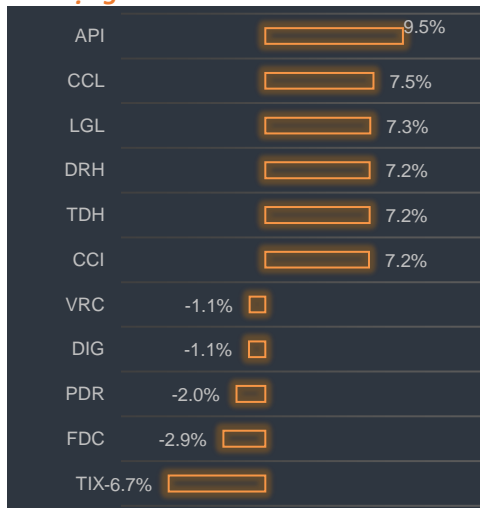 API 9.5%
CCL 7.5%
LGL 7.3%
DRH 7.2%
TDH 7.2%
CCI 7.2%
VRC -1.1%
DIG -1.1%
PDR -2.0%
FDC -2.9%
TIX -6.7%